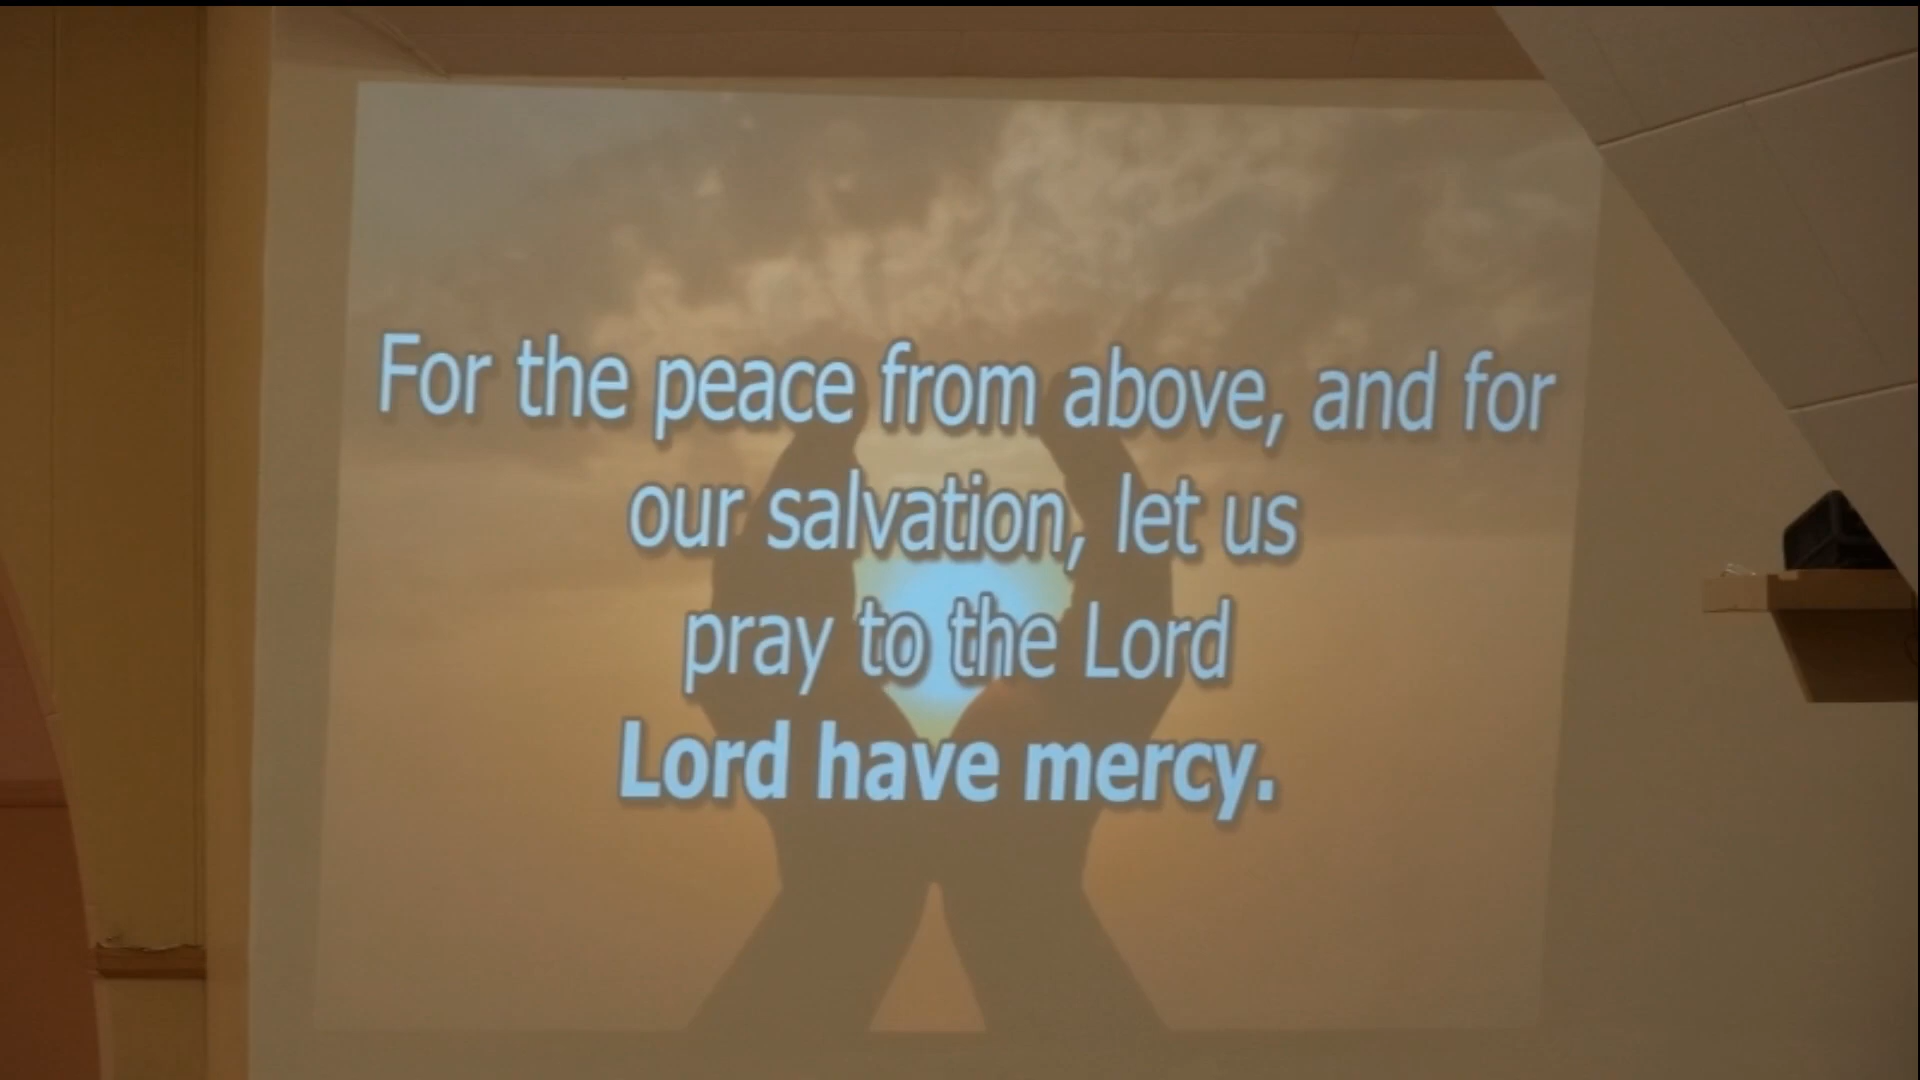 For the peace from above, and for
our salvation, let us
pray to the Lord
Lord have mercy.